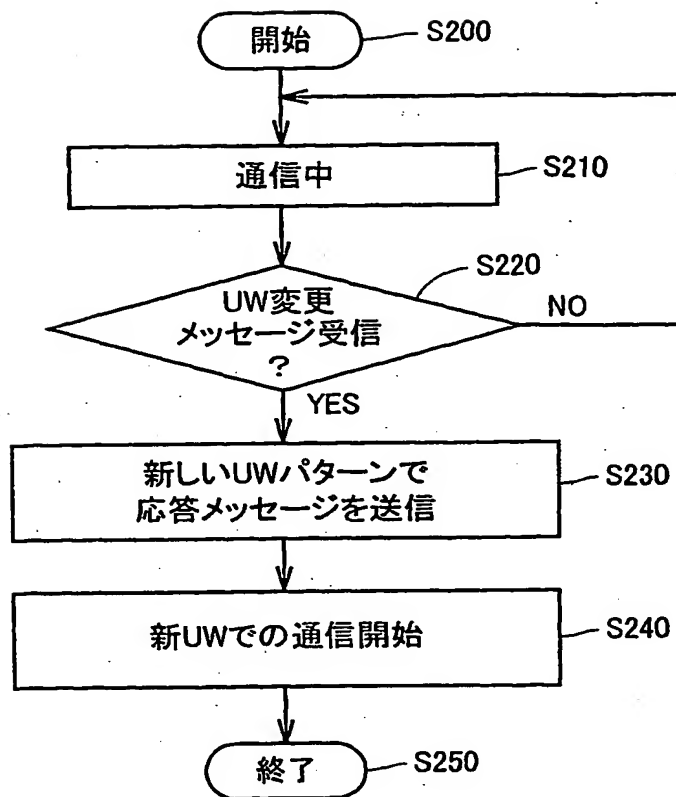 開始
S200
通信中
S210
S220
UW変更
メッセージ受信
?
NO
YES
新しいUWパターンで
応答メッセージを送信
S230
新UWでの通信開始
S240
終了
S250